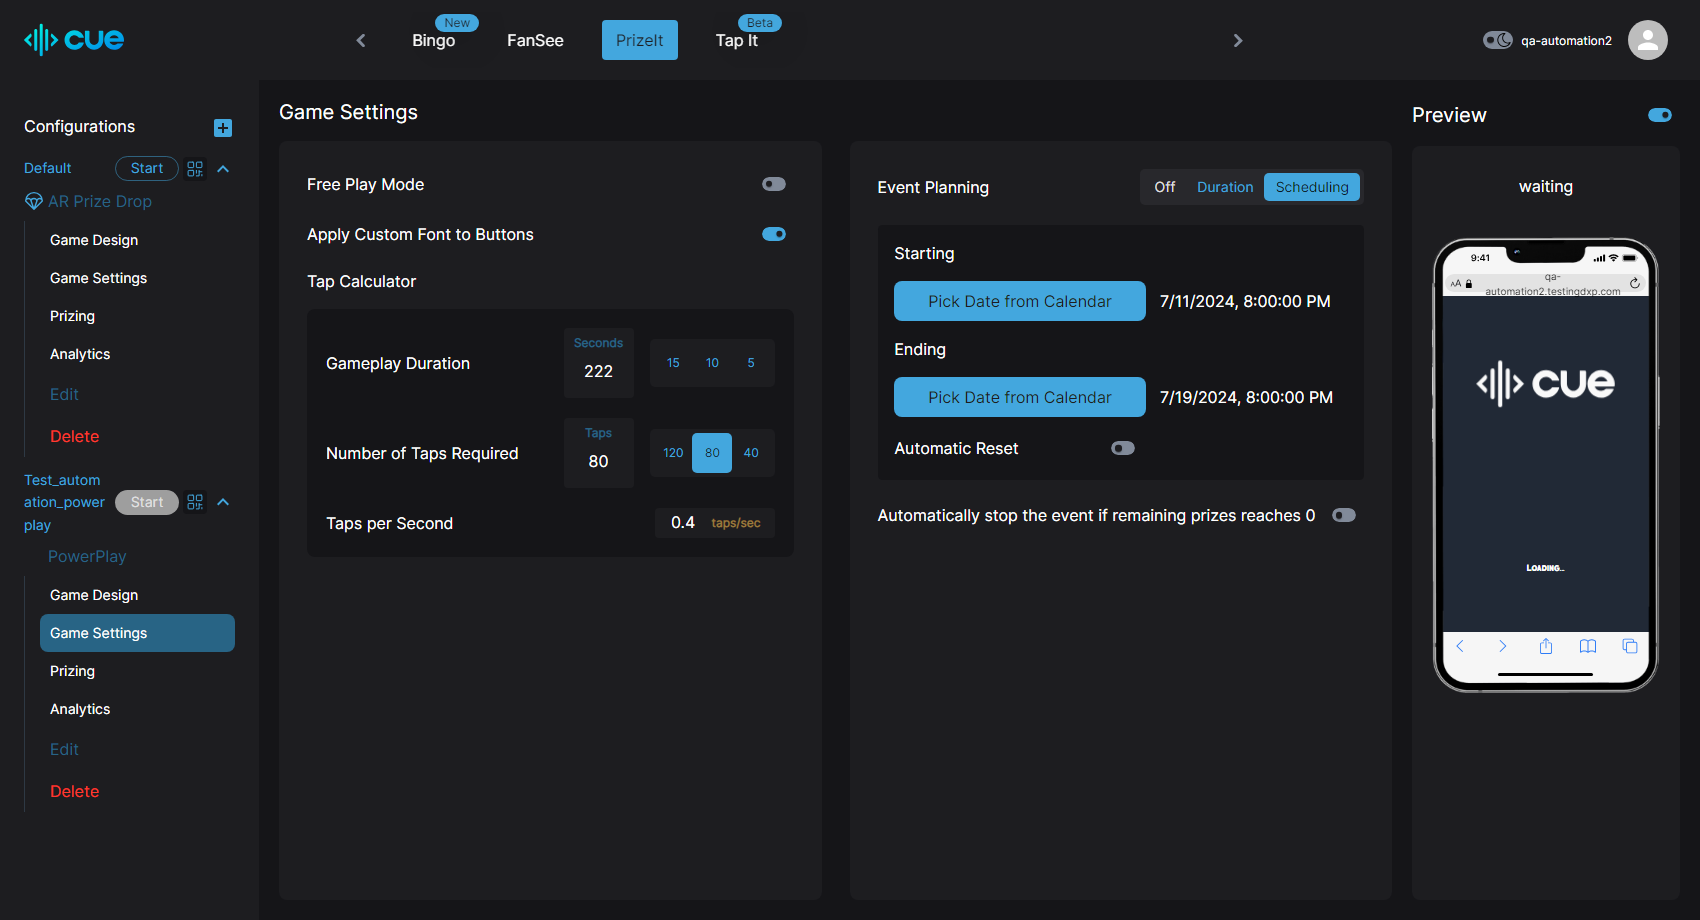 cue
New
Bingo
FanSee
PrizeIt
Beta
Tap It
qa-automation2
Configurations
Default
Start
AR Prize Drop
Game Design
Game Settings
Prizing
Analytics
Edit
Delete
Test_autom
ation_power
play
Start
PowerPlay
Game Design
Game Settings
Prizing
Analytics
Edit
Delete
Game Settings
Free Play Mode
Apply Custom Font to Buttons
Tap Calculator
Gameplay Duration
Seconds
222
15 10 5
Number of Taps Required
Taps
80
120 80 40
Taps per Second
0.4 taps/sec
Event Planning
Off Duration Scheduling
Starting
Pick Date from Calendar 7/11/2024, 8:00:00 PM
Ending
Pick Date from Calendar 7/19/2024, 8:00:00 PM
Automatic Reset
Automatically stop the event if remaining prizes reaches 0
Preview
waiting
9:41
AA
qa-
automation2.testingdxp.com
cue
LOADING...